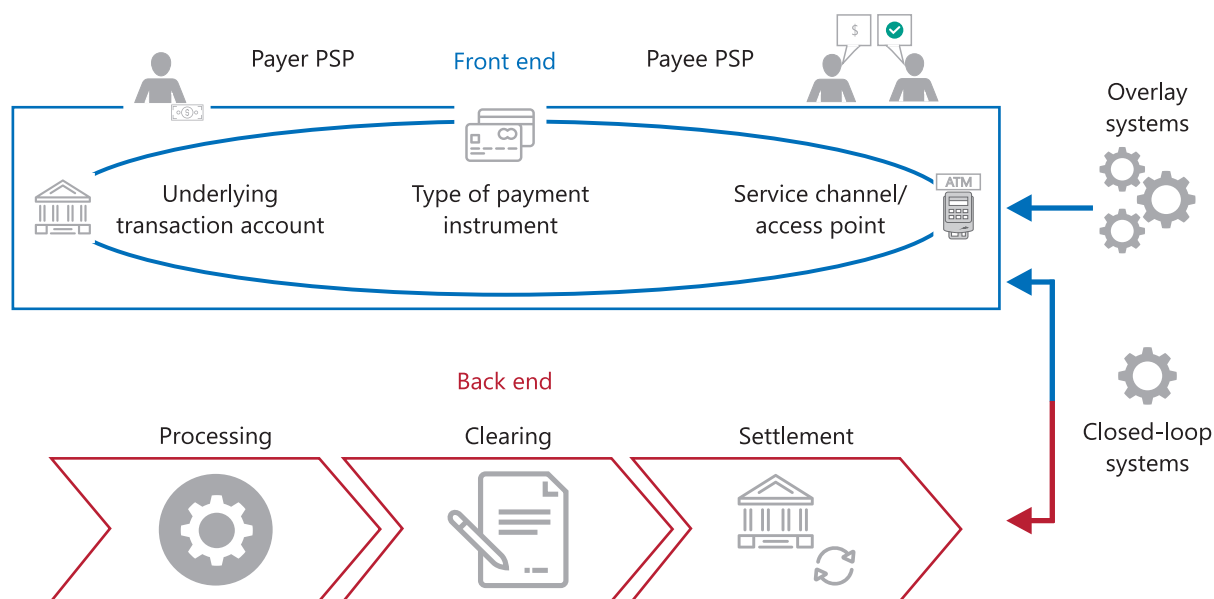 Payer PSP
Front end
Payee PSP
$
Overlay
systems
$
Underlying
transaction account
Type of payment
instrument
Service channel/
access point
ATM
Back end
Processing
Clearing
Settlement
Closed-loop
systems